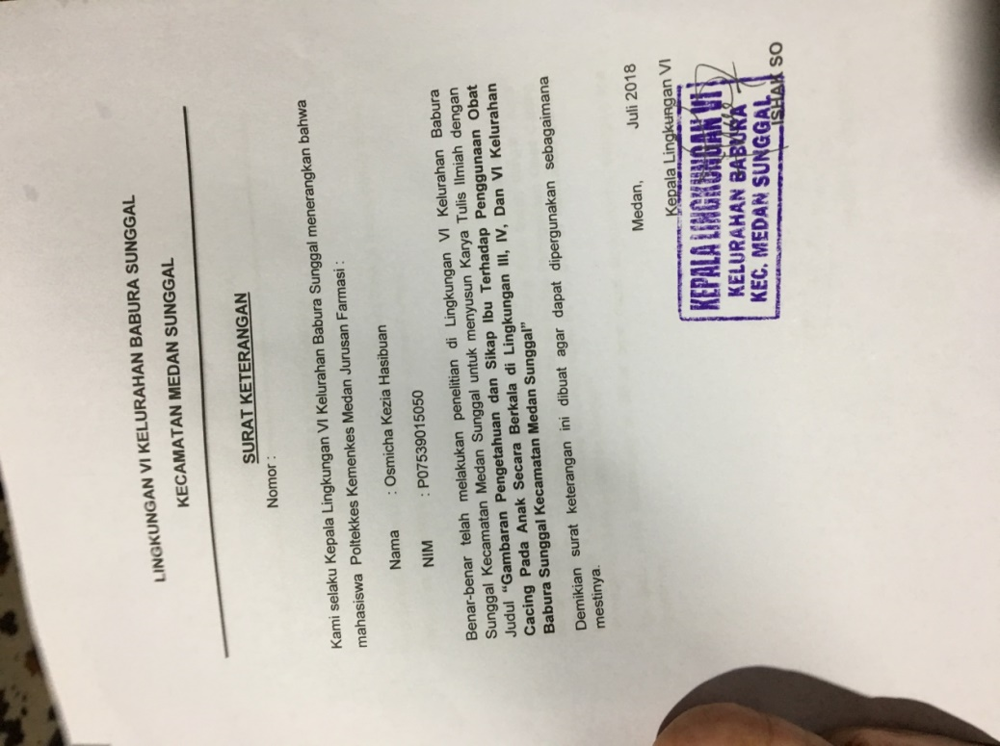 LINGKUNGAN VI KELURAHAN BABURA SUNGGAL
KECAMATAN MEDAN SUNGGAL
SURAT KETERANGAN
Nomor :
Kami selaku Kepala Lingkungan VI Kelurahan Babura Sunggal menerangkan bahwa
mahasiswa Poltekkes Kemenkes Medan Jurusan Farmasi :
Nama : Osmicha Kezia Hasibuan
NIM : P07539015050
Benar-benar telah melakukan penelitian di Lingkungan VI Kelurahan Babura
Sunggal Kecamatan Medan Sunggal untuk menyusun Karya Tulis Ilmiah dengan
Judul “Gambaran Pengetahuan dan Sikap Ibu Terhadap Penggunaan Obat
Cacing Pada Anak Secara Berkala di Lingkungan III, IV, Dan VI Kelurahan
Babura Sunggal Kecamatan Medan Sunggal”
Demikian surat keterangan ini dibuat agar dapat dipergunakan sebagaimana
mestinya.
Medan, Juli 2018
Kepala Lingkungan VI
KEPALA LINGKUNGAN VI
KELURAHAN BABURA
KEC. MEDAN SUNGGAL
ISHAK SO